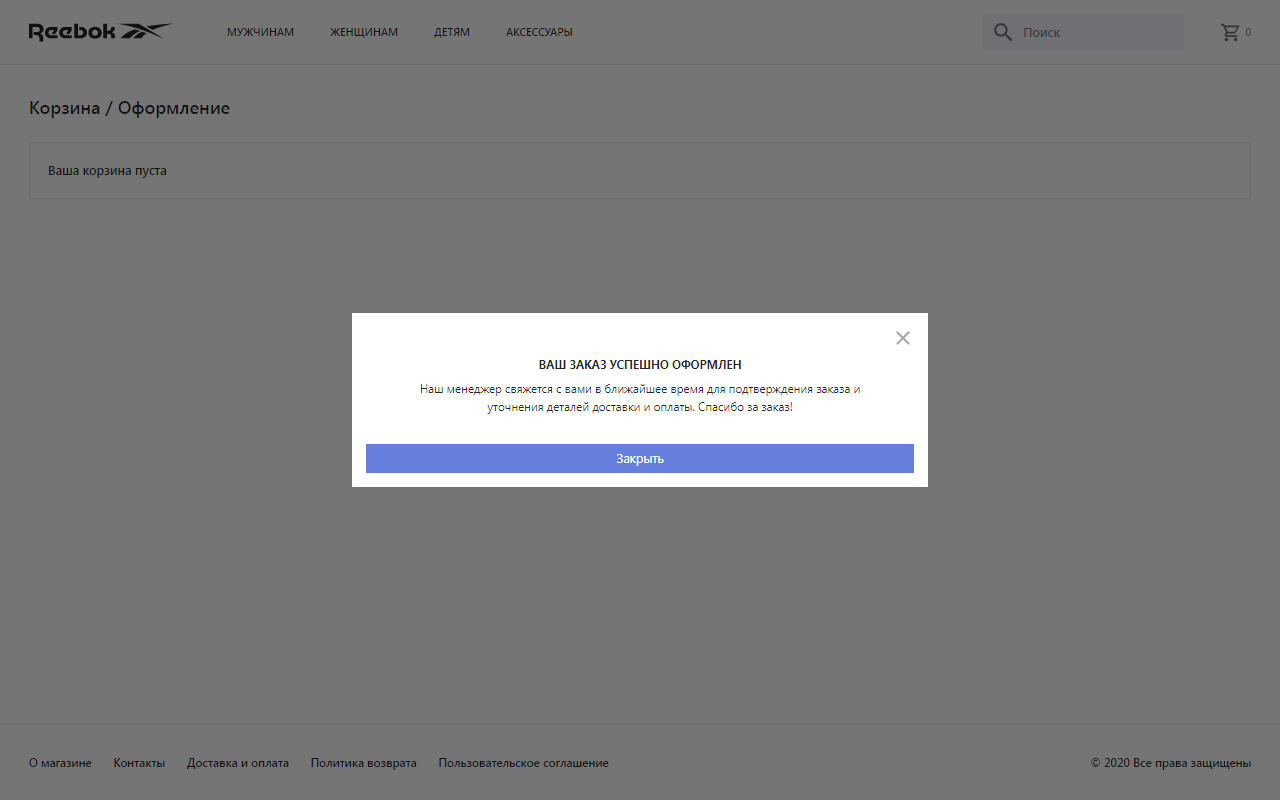 Reebok
МУЖЧИНАМ
ЖЕНЩИНАМ
ДЕТЯМ
АКСЕССУАРЫ
Поиск
0
Корзина / Оформление
Ваша корзина пуста
ВАШ ЗАКАЗ УСПЕШНО ОФОРМЛЕН
Наш менеджер свяжется с вами в ближайшее время для подтверждения заказа и
уточнения деталей доставки и оплаты. Спасибо за заказ!
Закрыть
О магазине
Контакты
Доставка и оплата
Политика возврата
Пользовательское соглашение
© 2020 Все права защищены